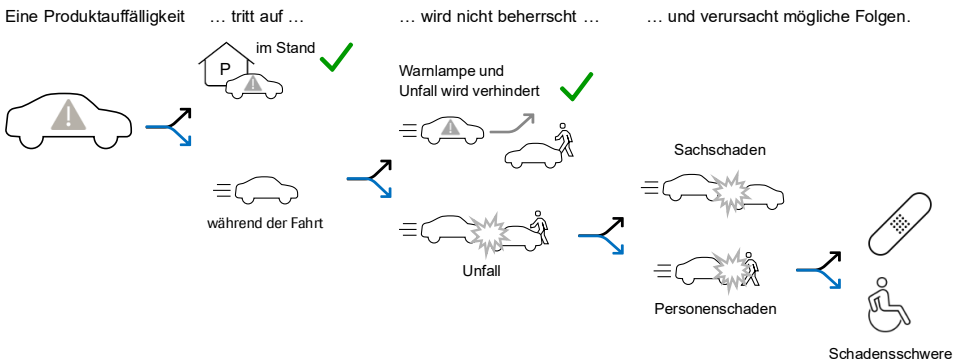 Eine Produktauffälligkeit
… tritt auf …
… wird nicht beherrscht …
… und verursacht mögliche Folgen.
im Stand
P
Warnlampe und
Unfall wird verhindert
während der Fahrt
Sachschaden
Unfall
Personenschaden
Schadensschwere